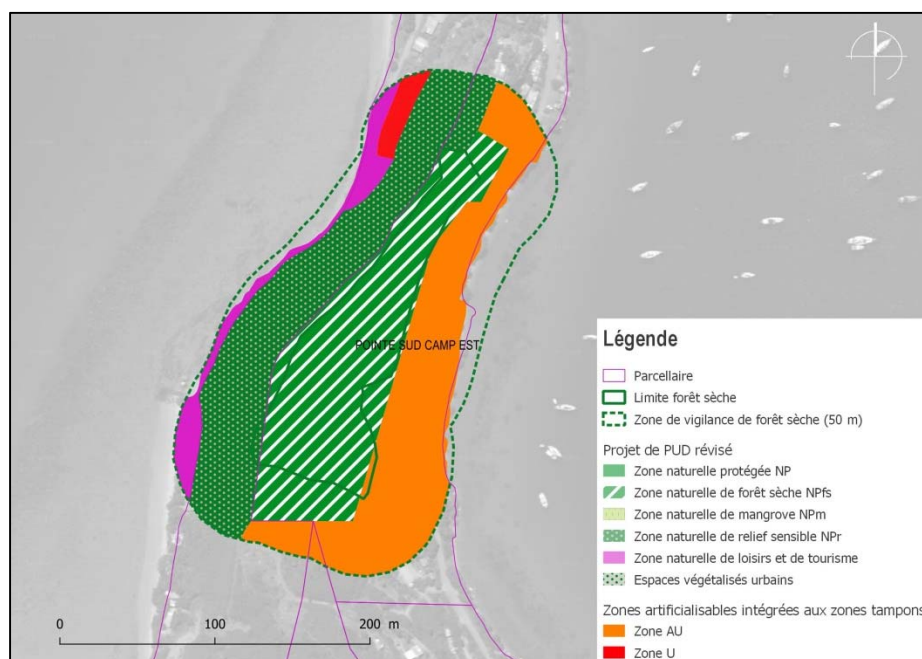 POINTE SUD CAMP EST
Légende
Parcellaire
Limite forêt sèche
Zone de vigilance de forêt sèche (50 m)
Projet de PUD révisé
Zone naturelle protégée NP
Zone naturelle de forêt sèche NPfs
Zone naturelle de mangrove NPm
Zone naturelle de relief sensible NPr
Zone naturelle de loisirs et de tourisme
Espaces végétalisés urbains
Zones artificialisables intégrées aux zones tampons
Zone AU
Zone U
0 100 200 m